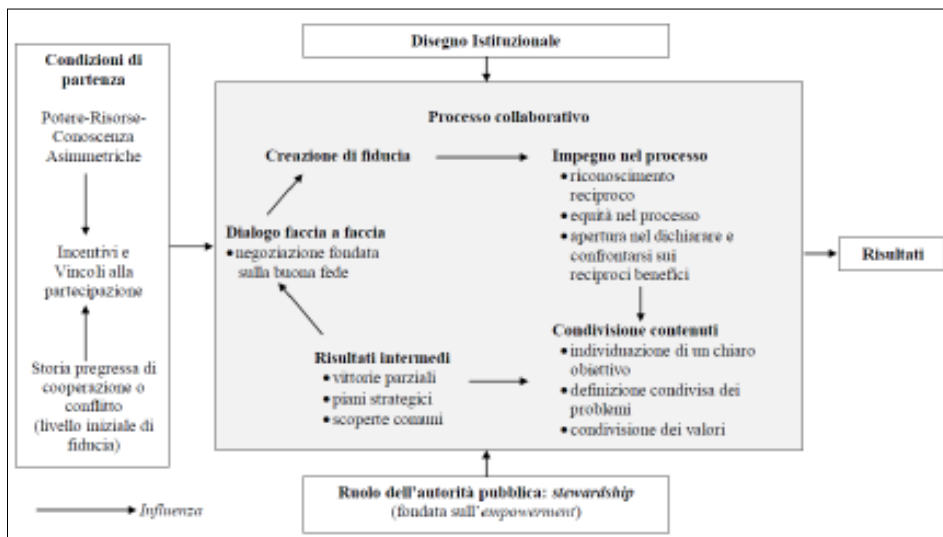 Disegno Istituzionale
Condizioni di
partenza
Potere-Risorse-
Conoscenza
Asimmetriche
Incentivi e
Vincoli alla
partecipazione
Storia pregressa di
cooperazione o
conflitto
(livello iniziale di
fiducia)
Processo collaborativo
Creazione di fiducia
Impegno nel processo
• riconoscimento
reciproco
• equità nel processo
• apertura nel dichiarare e
confrontarsi sui
reciproci benefici
Dialogo faccia a faccia
• negoziazione fondata
sulla buona fede
Risultati intermedi
• vittorie parziali
• piani strategici
• scoperte comuni
Condivisione contenuti
• individuazione di un chiaro
obiettivo
• definizione condivisa dei
problemi
• condivisione dei valori
Risultati
Ruolo dell'autorità pubblica: stewardship
(fondata sull'empowerment)
Influenza